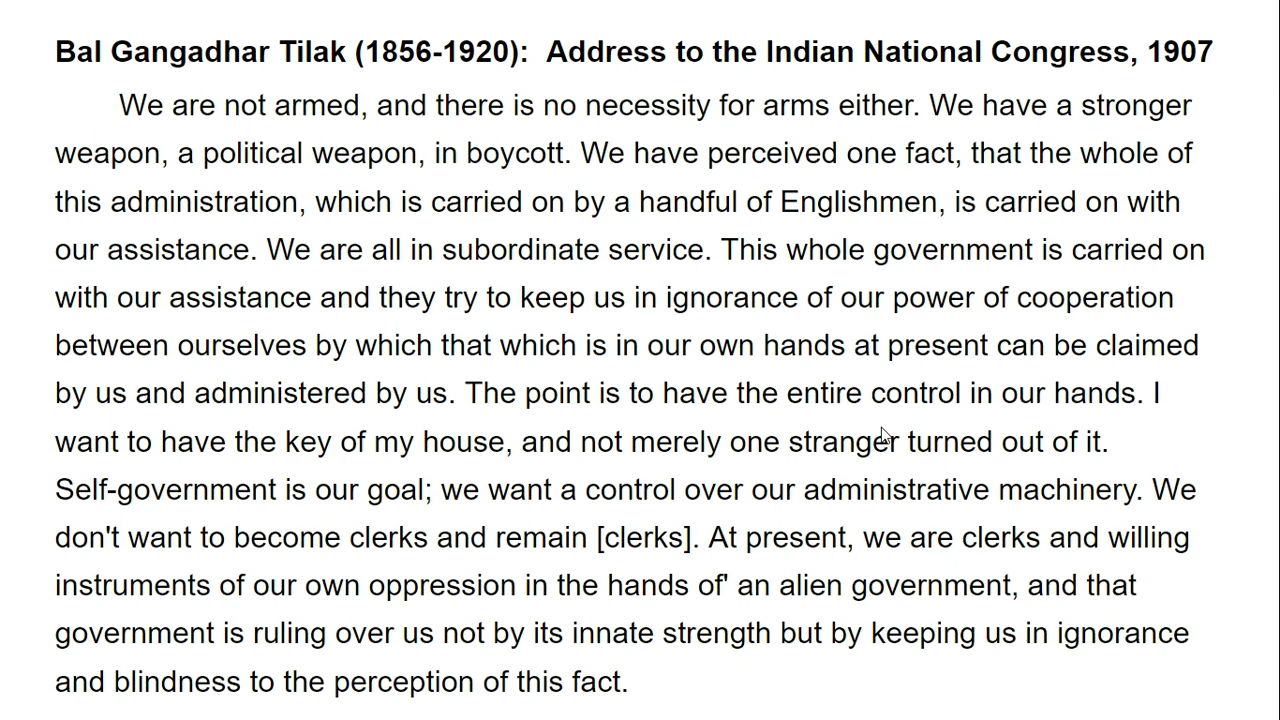 Bal Gangadhar Tilak (1856-1920):  Address to the Indian National Congress, 1907
We are not armed, and there is no necessity for arms either. We have a stronger
weapon, a political weapon, in boycott. We have perceived one fact, that the whole of
this administration, which is carried on by a handful of Englishmen, is carried on with
our assistance. We are all in subordinate service. This whole government is carried on
with our assistance and they try to keep us in ignorance of our power of cooperation
between ourselves by which that which is in our own hands at present can be claimed
by us and administered by us. The point is to have the entire control in our hands. I
want to have the key of my house, and not merely one stranger turned out of it.
Self-government is our goal; we want a control over our administrative machinery. We
don't want to become clerks and remain [clerks]. At present, we are clerks and willing
instruments of our own oppression in the hands of' an alien government, and that
government is ruling over us not by its innate strength but by keeping us in ignorance
and blindness to the perception of this fact.